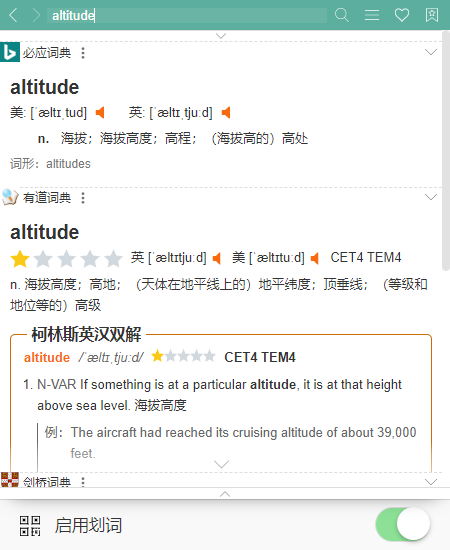 altitude
必应词典
altitude
美: [ˈæltɪˌtud] 英: [ˈæltɪˌtjuːd]
n. 海拔；海拔高度；高程；（海拔高的）高处
词形：altitudes
有道词典
altitude
英 [ˈæltɪtjuːd] 美 [ˈæltɪtuːd] CET4 TEM4
n. 海拔高度；高地；（天体在地平线上的）地平纬度；顶垂线；（等级和
地位等的）高级
柯林斯英汉双解
altitude /ˈæltɪˌtjuːd/ CET4 TEM4
1. N-VAR If something is at a particular altitude, it is at that height
above sea level. 海拔高度
例： The aircraft had reached its cruising altitude of about 39,000
feet.
剑桥词典
启用划词